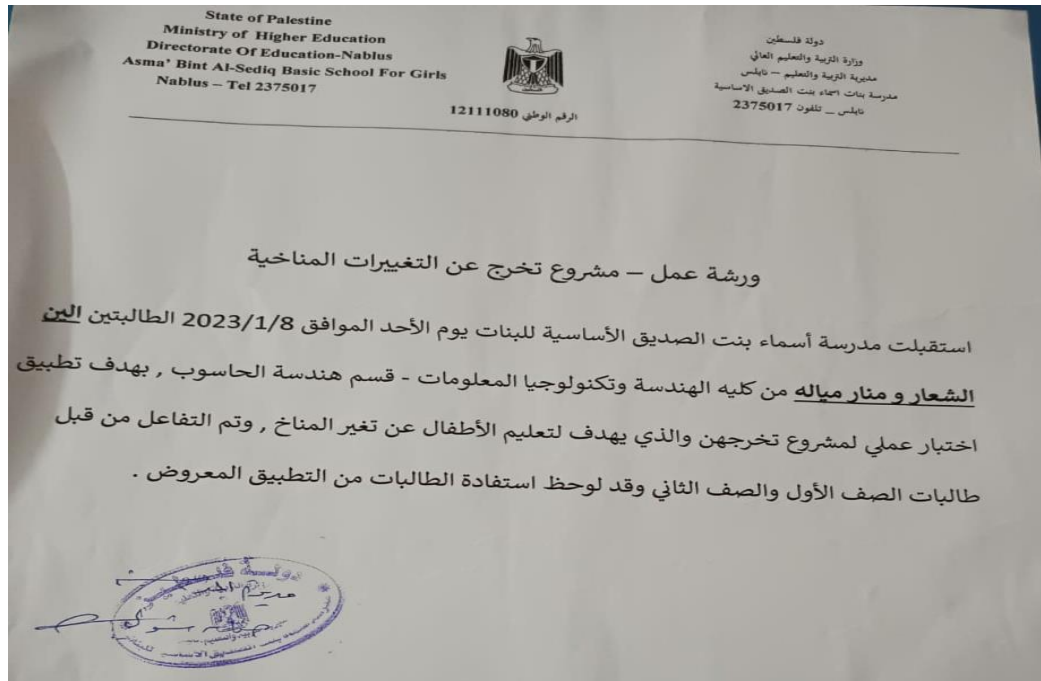 State of Palestine
Ministry of Higher Education
Directorate Of Education-Nablus
Asma' Bint Al-Sediq Basic School For Girls
Nablus – Tel 2375017
دولة فلسطين
وزارة التربية والتعليم العالي
مديرية التربية والتعليم – نابلس
مدرسة بنات اسماء بنت الصديق الاساسية
نابلس _ تلفون 2375017
الرقم الوطني 12111080
ورشة عمل – مشروع تخرج عن التغييرات المناخية
استقبلت مدرسة أسماء بنت الصديق الأساسية للبنات يوم الأحد الموافق 2023/1/8 الطالبتين الين
الشعار و منار مياله من كليه الهندسة وتكنولوجيا المعلومات - قسم هندسة الحاسوب , بهدف تطبيق
اختبار عملي لمشروع تخرجهن والذي يهدف لتعليم الأطفال عن تغير المناخ , وتم التفاعل من قبل
طالبات الصف الأول والصف الثاني وقد لوحظ استفادة الطالبات من التطبيق المعروض .